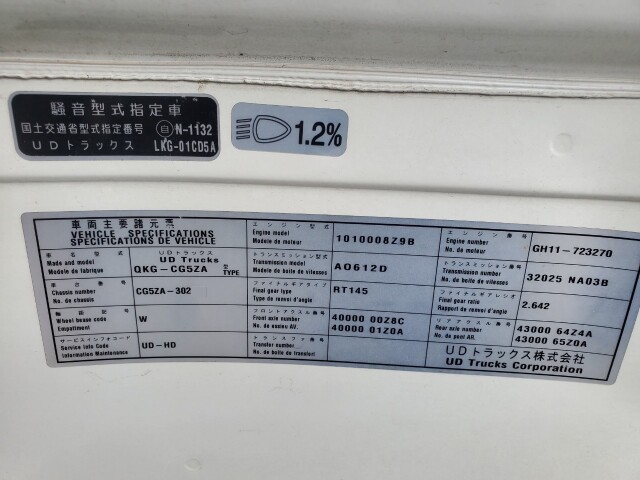 騒音型式指定車
国土交通省型式指定番号 自 N-1132
UDトラックス LKG-01CD5A
1.2%
車両主要諸元票
VEHICLE SPECIFICATIONS
SPECIFICATIONS DE VEHICLE
車名型式 UDトラックス
Made and model UD Trucks 型
Modele de fabrique QKG-CG5ZA TYPE
車台番号
Chassis number CG5ZA-302
No. de chassis
軸距記号
Wheel base code W
Empattment
サービスインフォコード
Service Info Code UD-HD
Information Maintenance
エンジン型式
Engine model 1010008Z9B
Modele de moteur
トランスミッション型式
Transmission model AO612D
Modele de boite de vitesses
ファイナルギアタイプ
Final gear type RT145
Type de renvoi d'angle
フロントアクスル番号
Front axle number 40000 00Z8C
No. de essieu AV. 40000 01Z0A
トランスファ番号
Transfer number
No. de boite de transfert
エンジン番号
Engine number GH11-723270
No. de moteur
トランスミッション番号
Transmission number 32025 NA03B
No. de boite de vitesses
ファイナルギアレシオ
Final gear ratio 2.642
Rapport de renvoi d'angle
リアアクスル番号
Rear axle number 43000 64Z4A
No. de pont AR. 43000 65Z0A
UDトラックス株式会社
UD Trucks Corporation